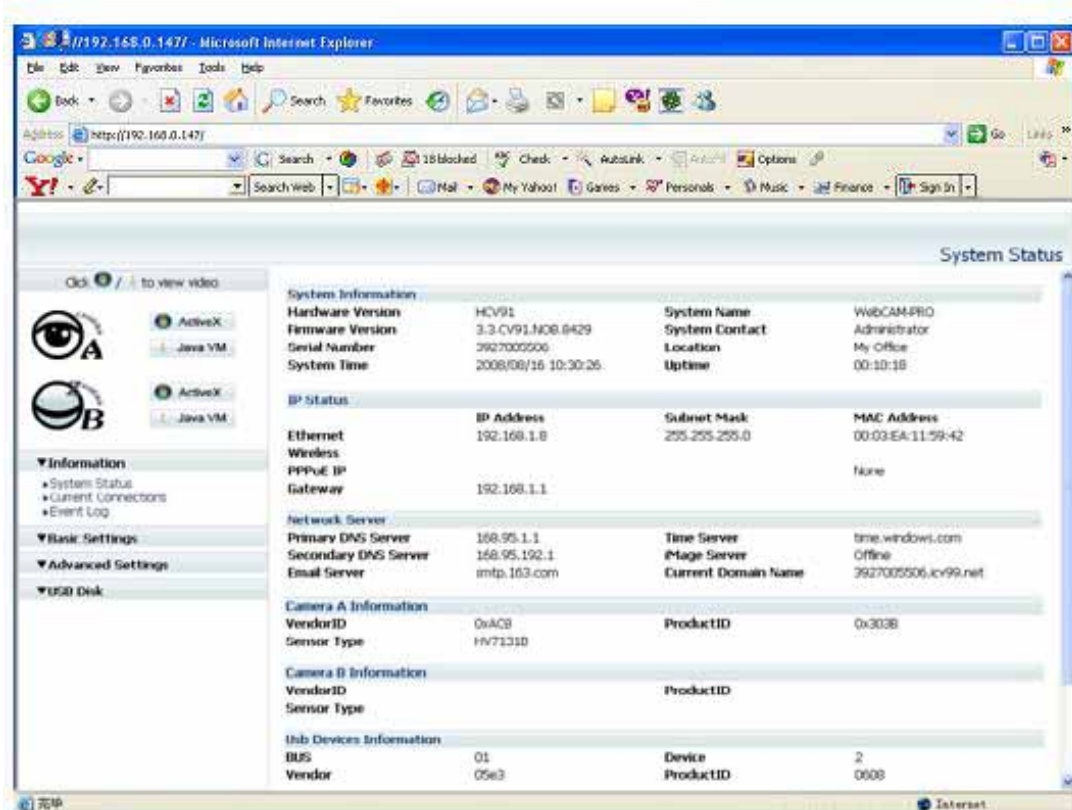 //192.168.0.147/ - Microsoft Internet Explorer
File Edit View Favorites Tools Help
Back Search Favorites
Address http://192.168.0.147/ Go Links »
Google Search 18 blocked Check AutoLink Options
Y! Search Web Mail My Yahoo! Games Personals Music Finance Sign In
System Status
Click / to view video
A ActiveX
Java VM
B ActiveX
Java VM
Information
System Status
Current Connections
Event Log
Basic Settings
Advanced Settings
USB Disk
System Information
Hardware Version HCV91 System Name WebCAM-PRO
Firmware Version 3.3.CV91.NOB.8429 System Contact Administrator
Serial Number 3927005506 Location My Office
System Time 2008/08/16 10:30:26 Uptime 00:10:18
IP Status
IP Address Subnet Mask MAC Address
Ethernet 192.168.1.8 255.255.255.0 00:03:EA:11:59:42
Wireless
PPPoE IP None
Gateway 192.168.1.1
Network Server
Primary DNS Server 168.95.1.1 Time Server time.windows.com
Secondary DNS Server 168.95.192.1 iMage Server Offline
Email Server smtp.163.com Current Domain Name 3927005506.icv99.net
Camera A Information
VendorID 0xAC8 ProductID 0x303B
Sensor Type HV7131D
Camera B Information
VendorID ProductID
Sensor Type
Usb Devices Information
BUS 01 Device 2
Vendor 05e3 ProductID 0608
完毕 Internet